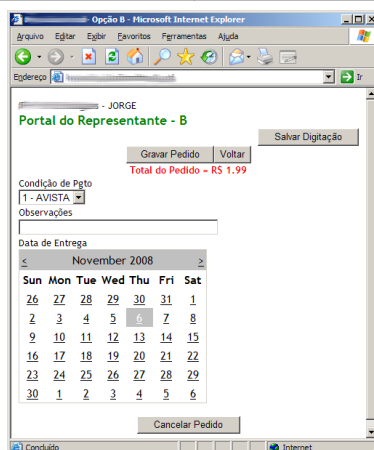 Opção B - Microsoft Internet Explorer
Arquivo Editar Exibir Favoritos Ferramentas Ajuda
Endereço Ir
- JORGE
Portal do Representante - B
Salvar Digitação
Gravar Pedido Voltar
Total do Pedido = R$ 1.99
Condição de Pgto
1 - AVISTA
Observações
Data de Entrega
< November 2008 >
Sun Mon Tue Wed Thu Fri Sat
26 27 28 29 30 31 1
2 3 4 5 6 7 8
9 10 11 12 13 14 15
16 17 18 19 20 21 22
23 24 25 26 27 28 29
30 1 2 3 4 5 6
Cancelar Pedido
Concluído Internet